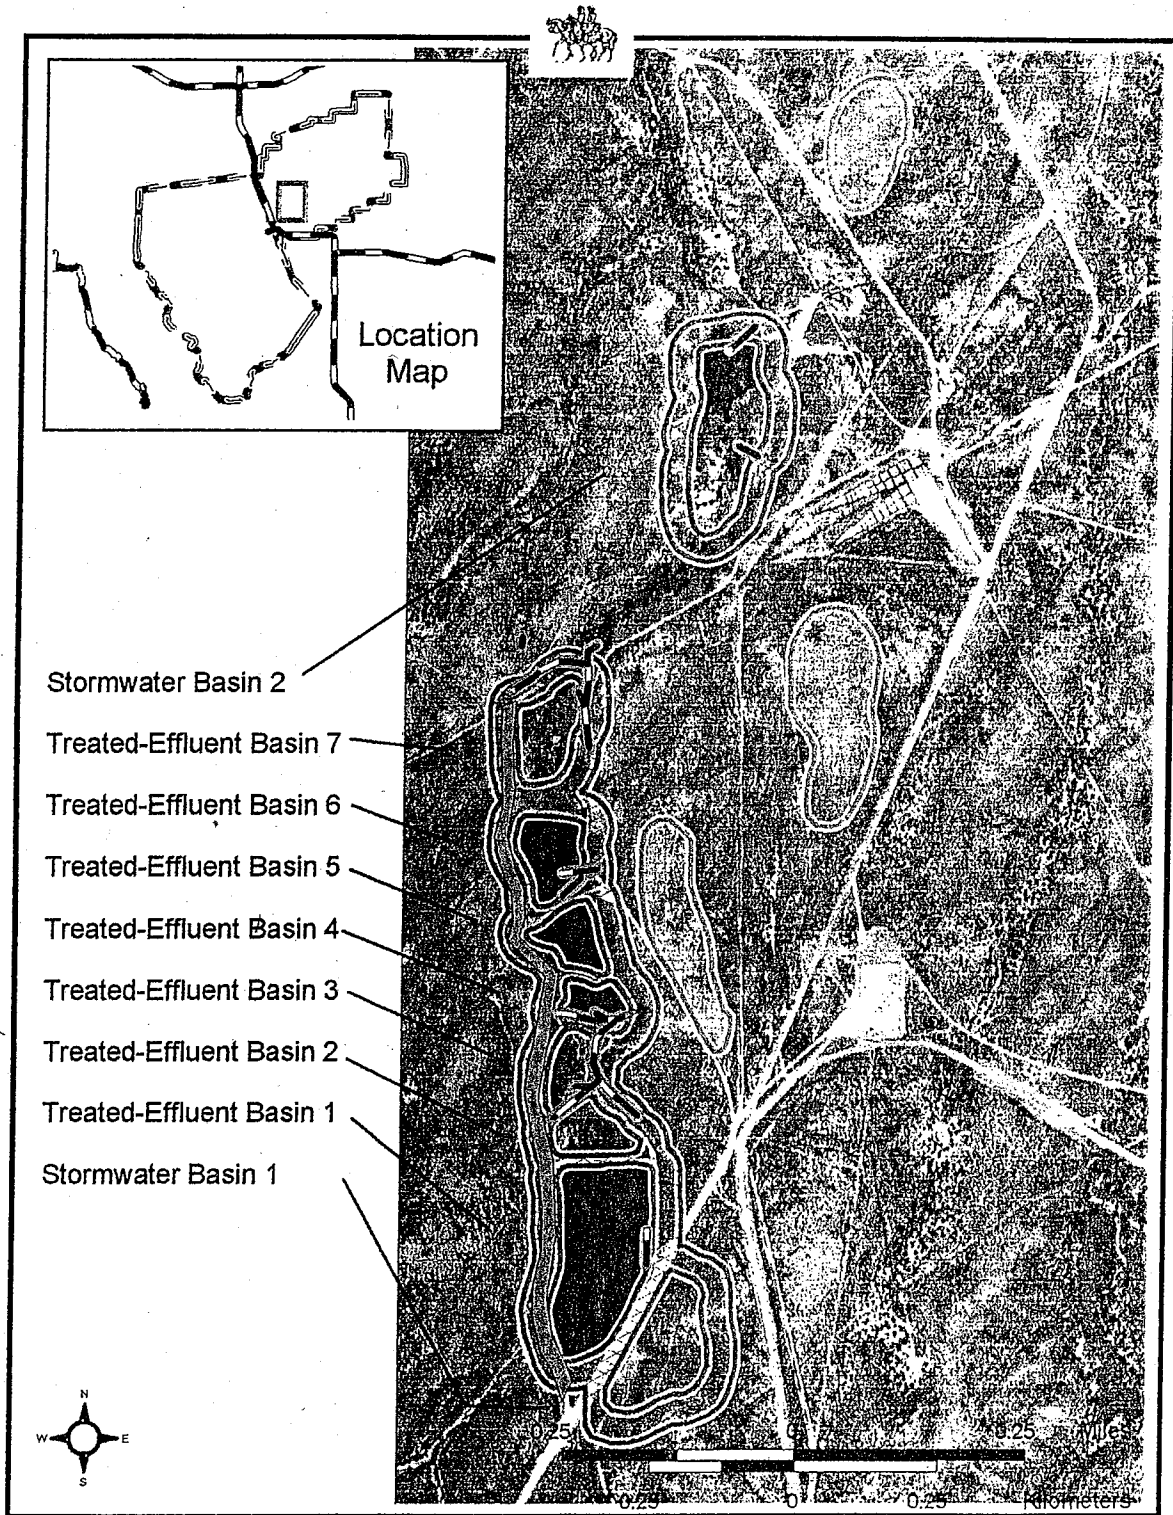 Location
Map
Stormwater Basin 2
Treated-Effluent Basin 7
Treated-Effluent Basin 6
Treated-Effluent Basin 5
Treated-Effluent Basin 4
Treated-Effluent Basin 3
Treated-Effluent Basin 2
Treated-Effluent Basin 1
Stormwater Basin 1
N
W E
S
0.25 0 0.25 Miles
0.25 0 0.25 Kilometers